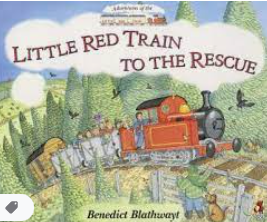 Adventures of the
LITTLE RED TRAIN
TO THE RESCUE
Benedict Blathwayt